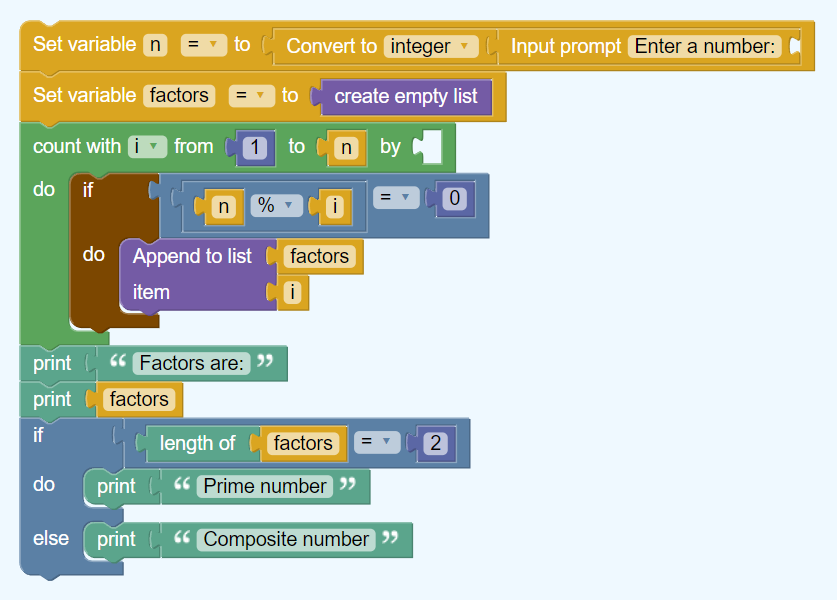 Set variable n = to Convert to integer Input prompt Enter a number:
Set variable factors = to create empty list
count with i from 1 to n by
do if n % i = 0
do Append to list factors
item i
print “ Factors are: ”
print factors
if length of factors = 2
do print “ Prime number ”
else print “ Composite number ”